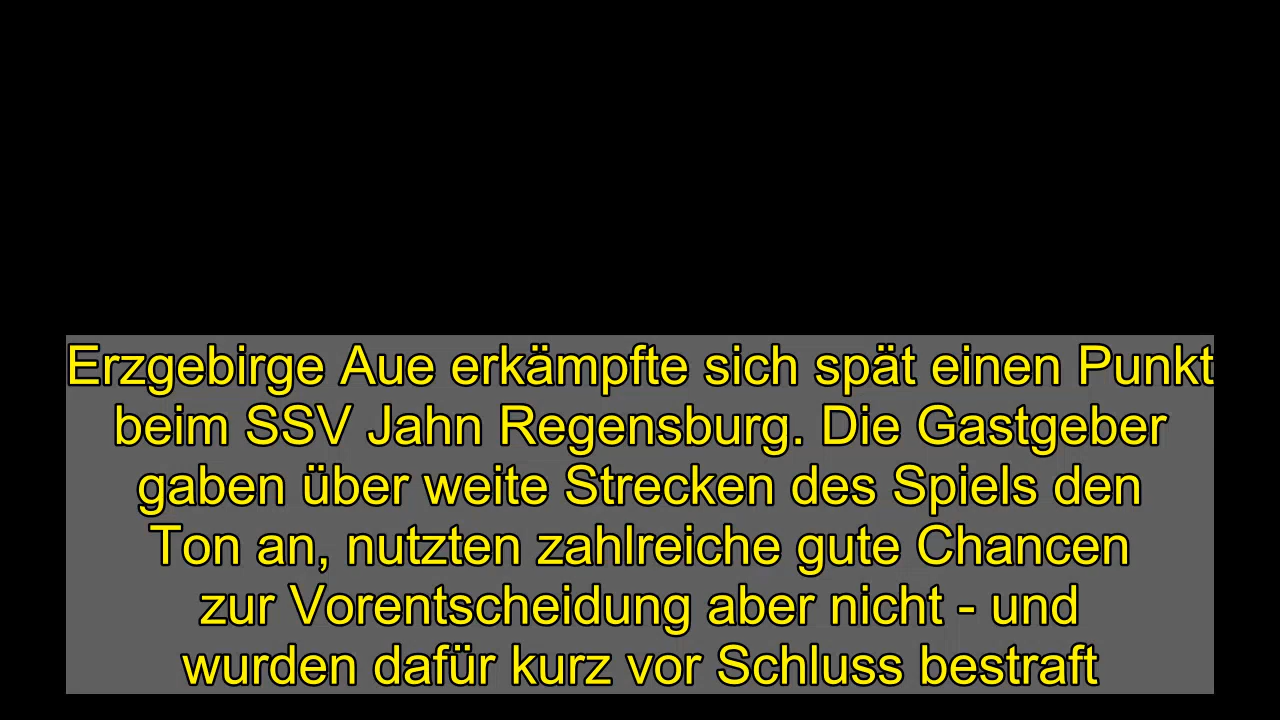 Erzgebirge Aue erkämpfte sich spät einen Punkt
beim SSV Jahn Regensburg. Die Gastgeber
gaben über weite Strecken des Spiels den
Ton an, nutzten zahlreiche gute Chancen
zur Vorentscheidung aber nicht - und
wurden dafür kurz vor Schluss bestraft